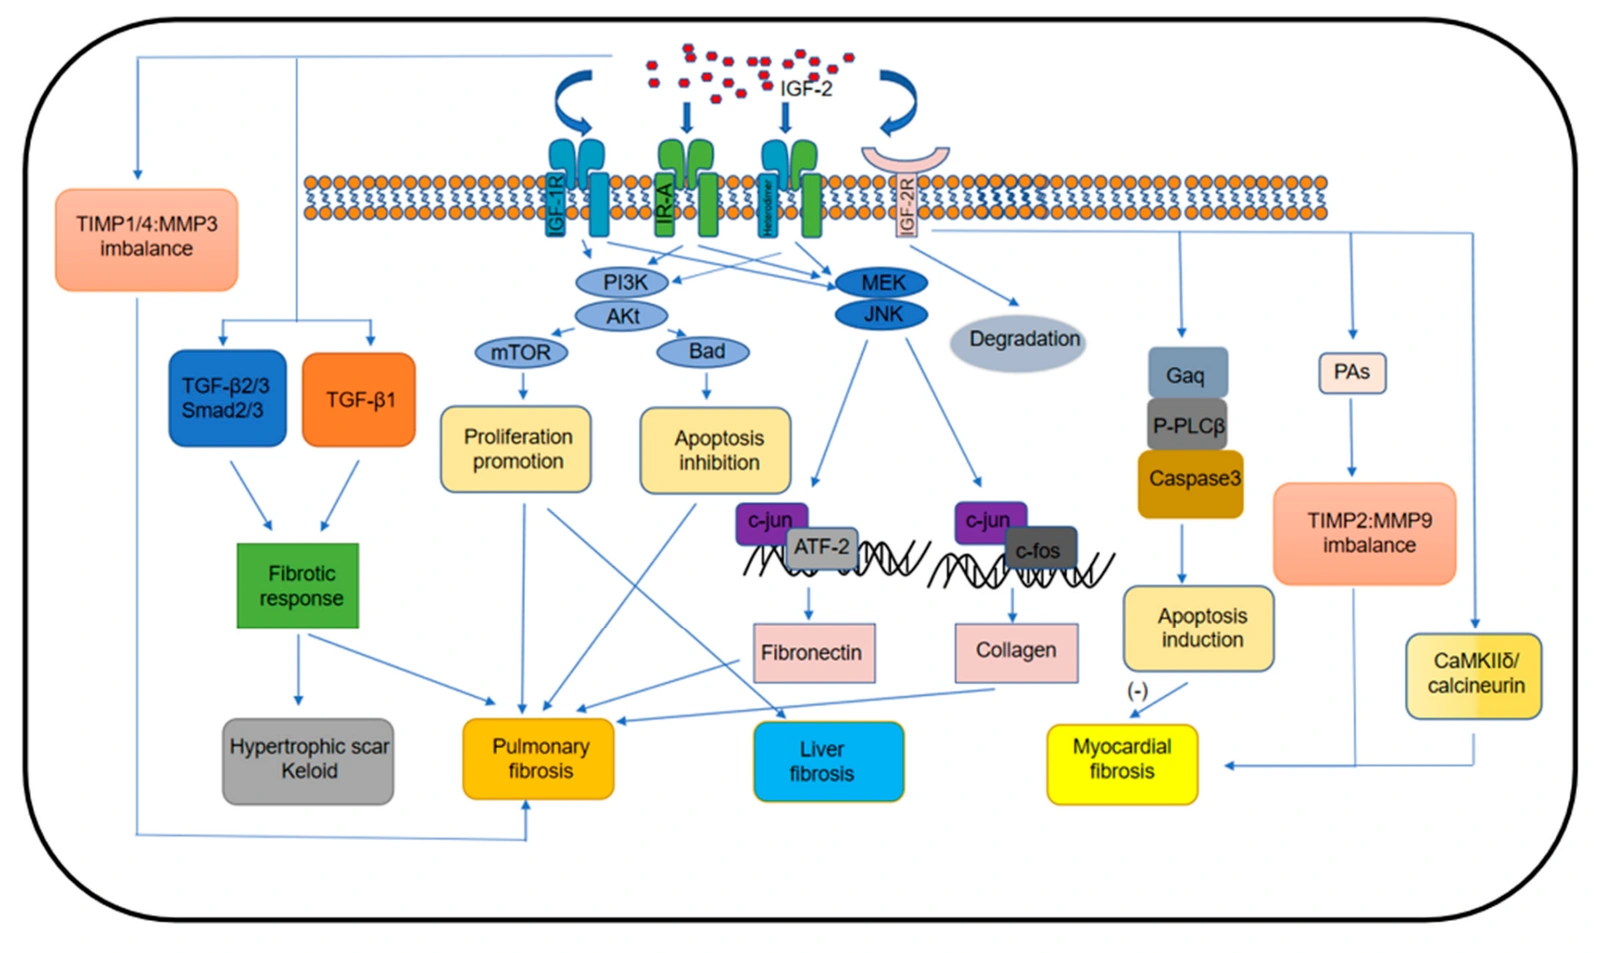 IGF-2
IGF-1R
IR-A
Heterodimer
IGF-2R
TIMP1/4:MMP3
imbalance
PI3K
AKt
mTOR
Bad
MEK
JNK
Degradation
TGF-β2/3
Smad2/3
TGF-β1
Proliferation
promotion
Apoptosis
inhibition
Gaq
P-PLCβ
Caspase3
PAs
c-jun
ATF-2
c-jun
c-fos
TIMP2:MMP9
imbalance
Fibrotic
response
Fibronectin
Collagen
Apoptosis
induction
CaMKIIδ/
calcineurin
(-)
Hypertrophic scar
Keloid
Pulmonary
fibrosis
Liver
fibrosis
Myocardial
fibrosis